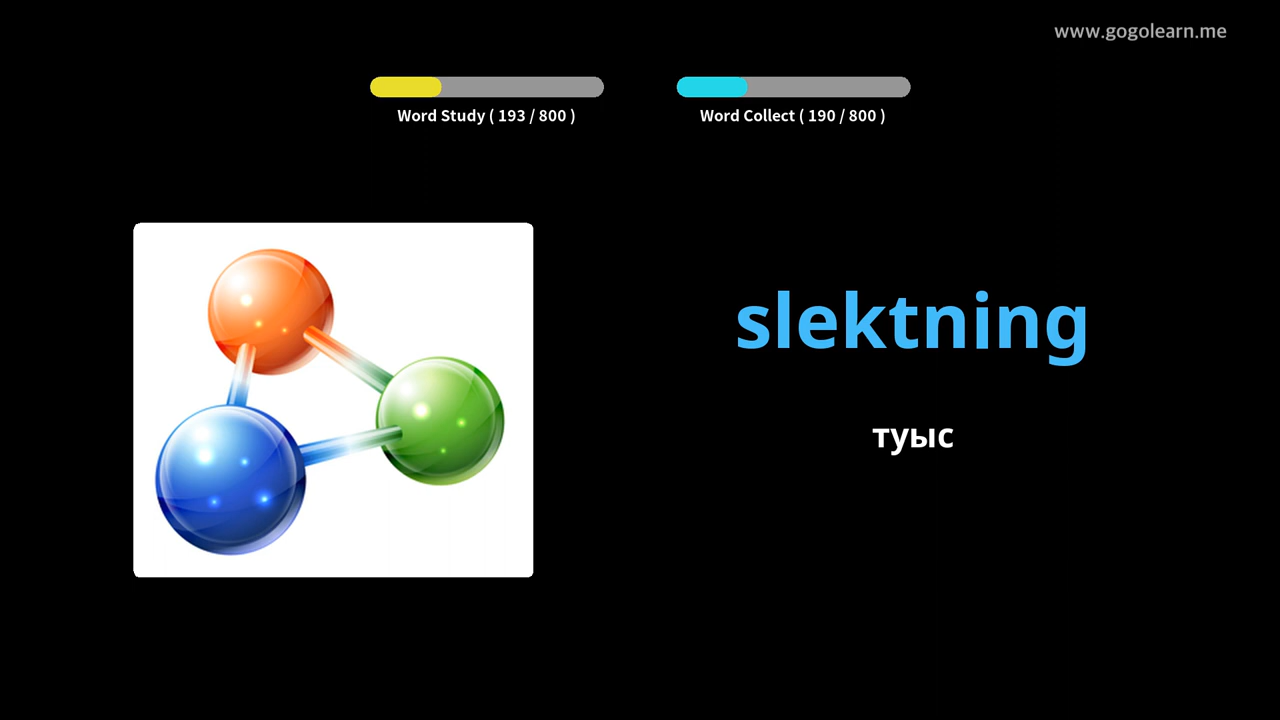 www.gogolearn.me
Word Study ( 193 / 800 )
Word Collect ( 190 / 800 )
slektning
туыс